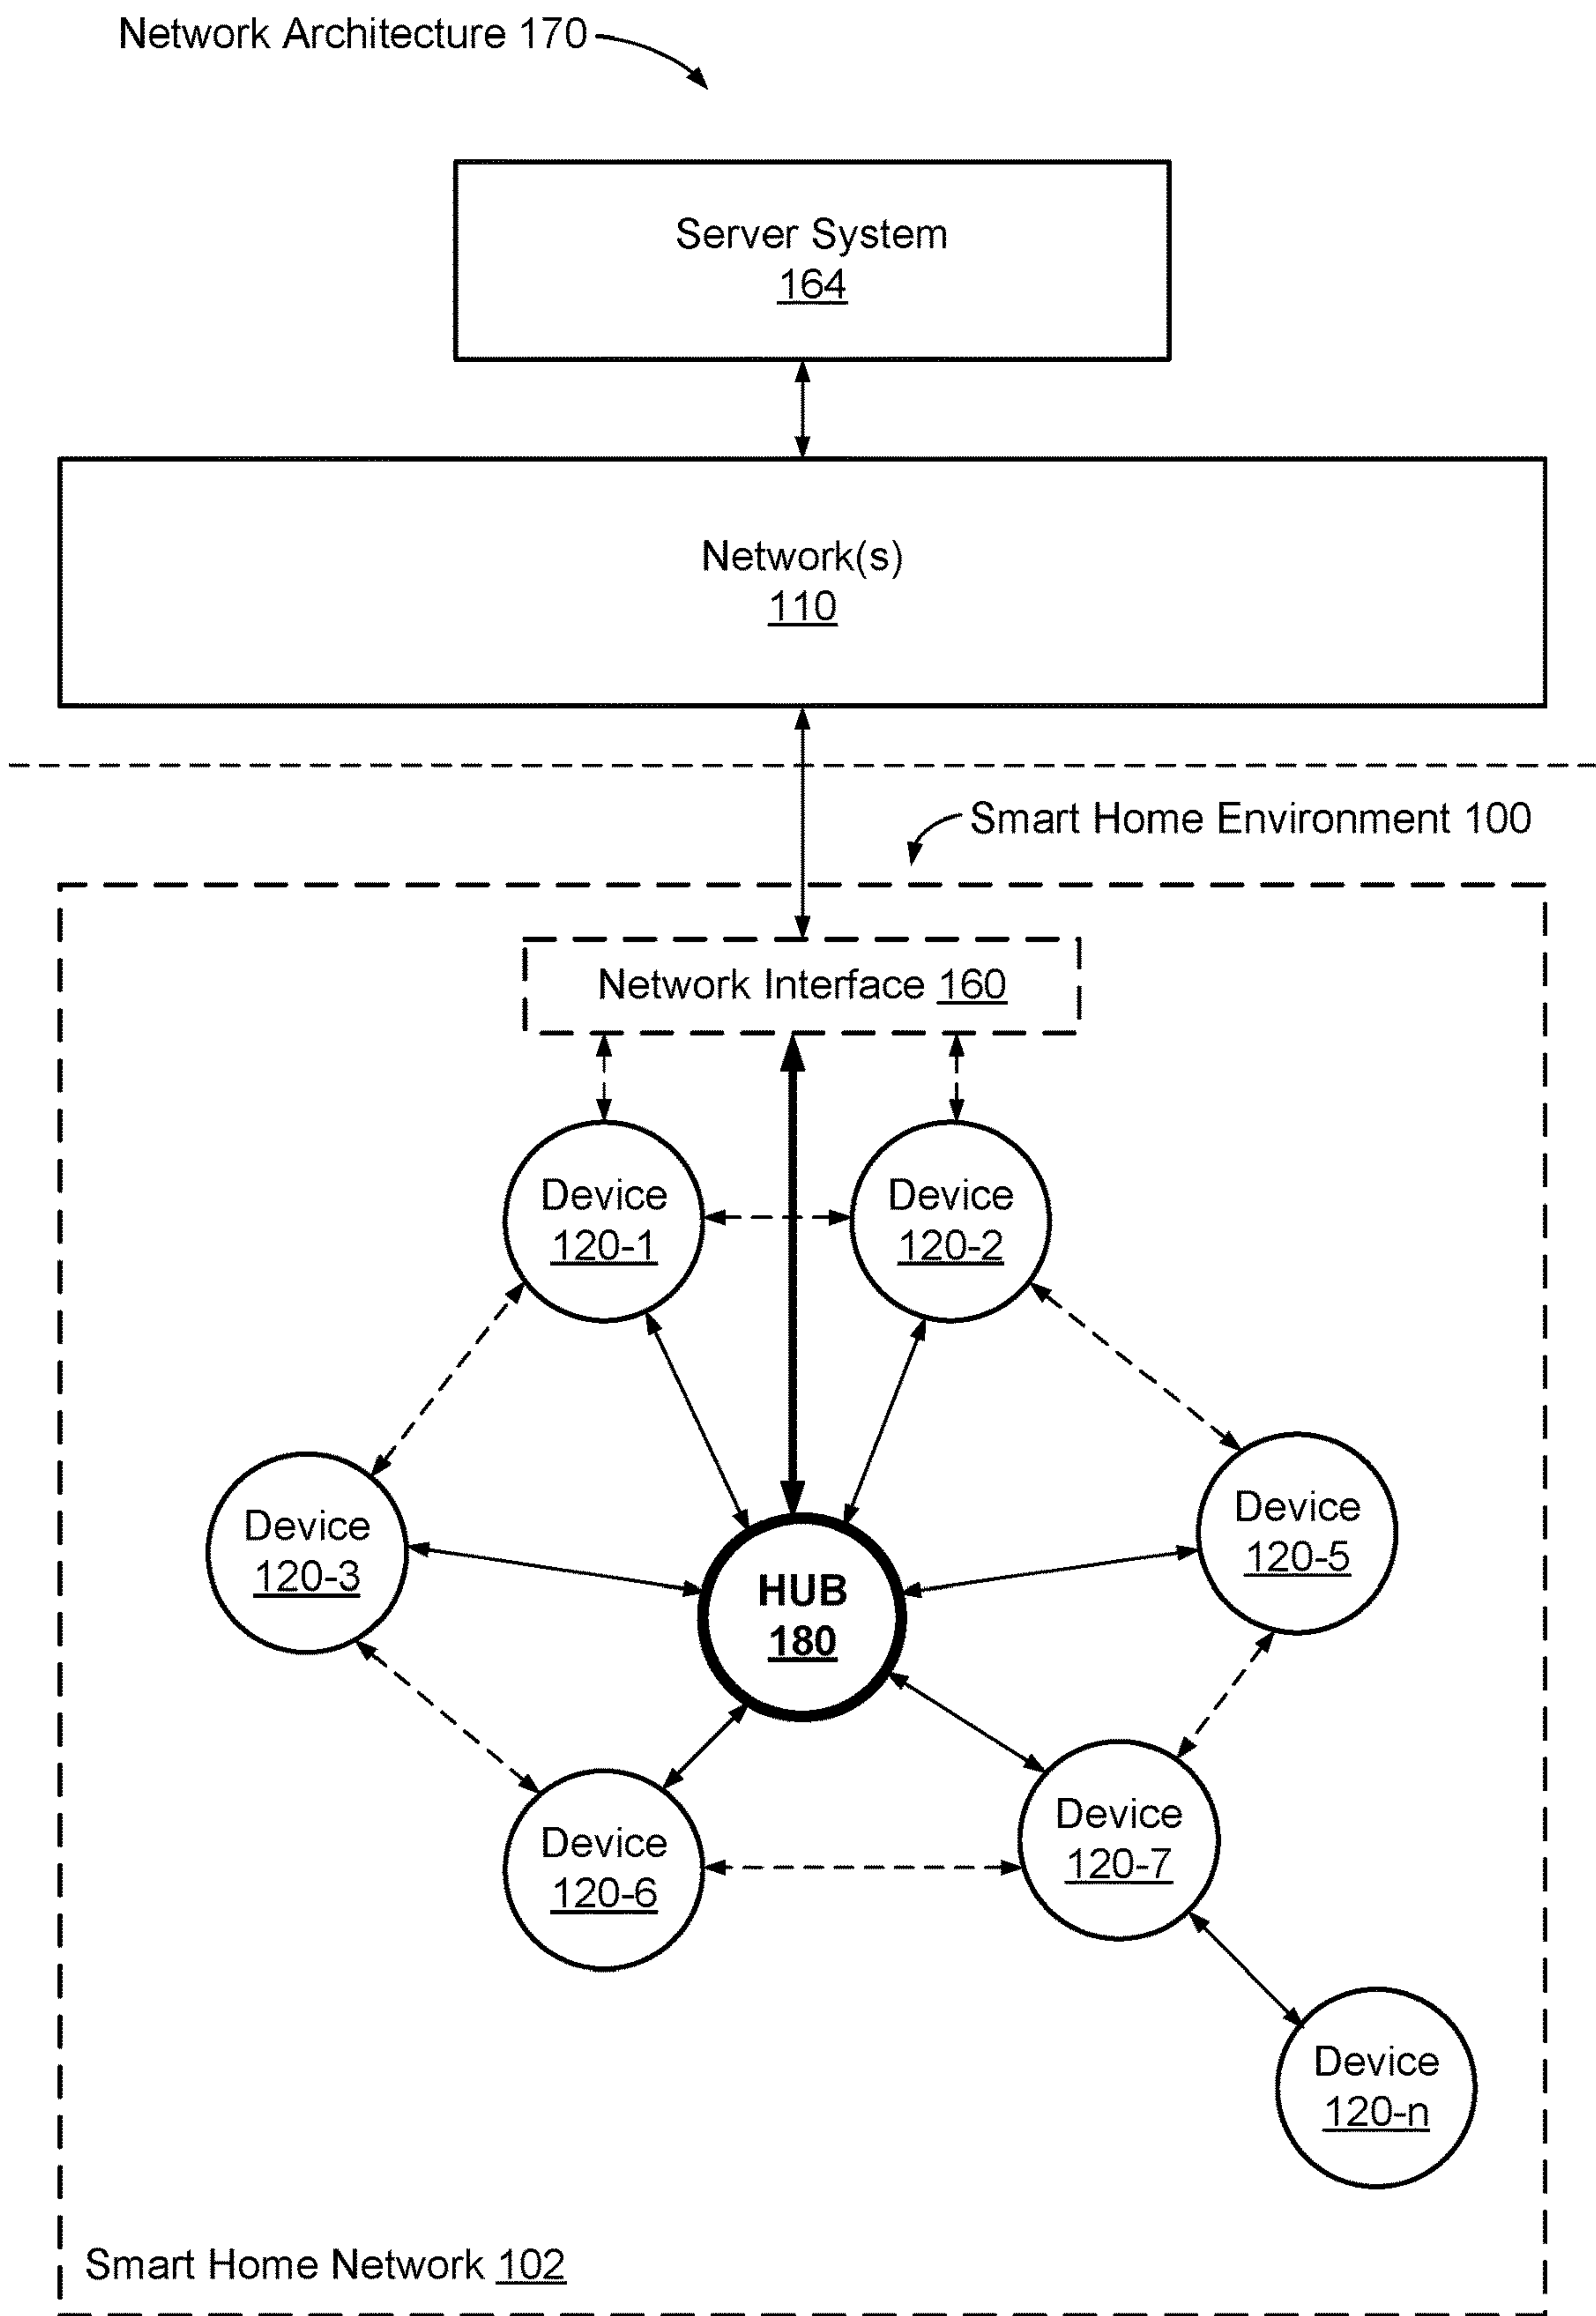 Network Architecture 170
Server System
164
Network(s)
110
Smart Home Environment 100
Network Interface 160
Device
120-1
Device
120-2
Device
120-3
Device
120-5
HUB
180
Device
120-6
Device
120-7
Device
120-n
Smart Home Network 102